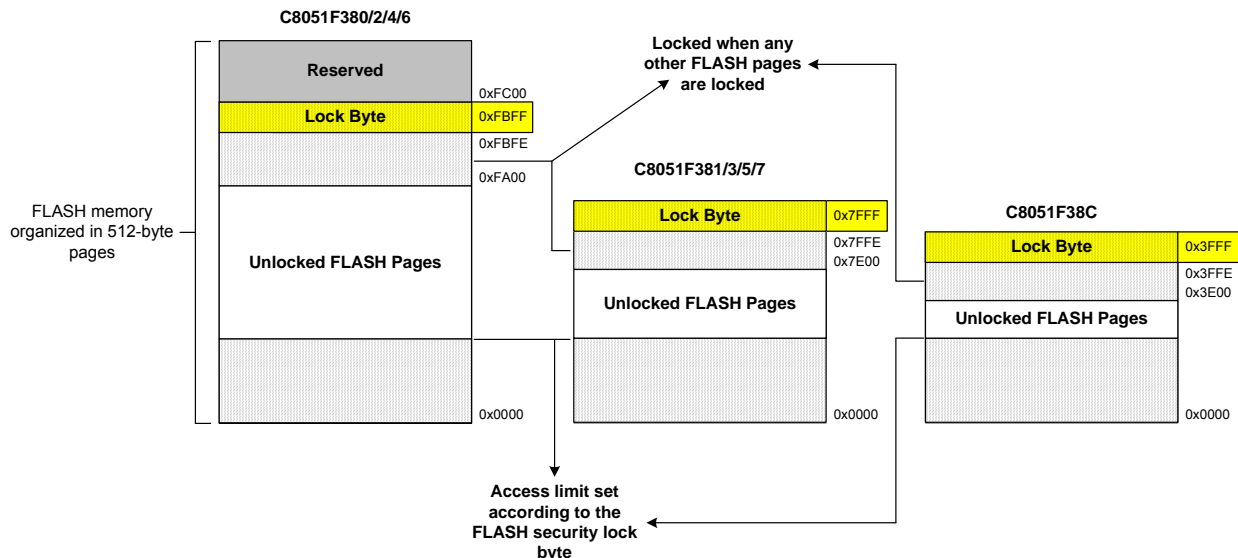 C8051F380/2/4/6
Reserved
0xFC00
Lock Byte
0xFBFF
0xFBFE
0xFA00
Unlocked FLASH Pages
0x0000
FLASH memory
organized in 512-byte
pages
Locked when any
other FLASH pages
are locked
C8051F381/3/5/7
Lock Byte
0x7FFF
0x7FFE
0x7E00
Unlocked FLASH Pages
0x0000
C8051F38C
Lock Byte
0x3FFF
0x3FFE
0x3E00
Unlocked FLASH Pages
0x0000
Access limit set
according to the
FLASH security lock
byte